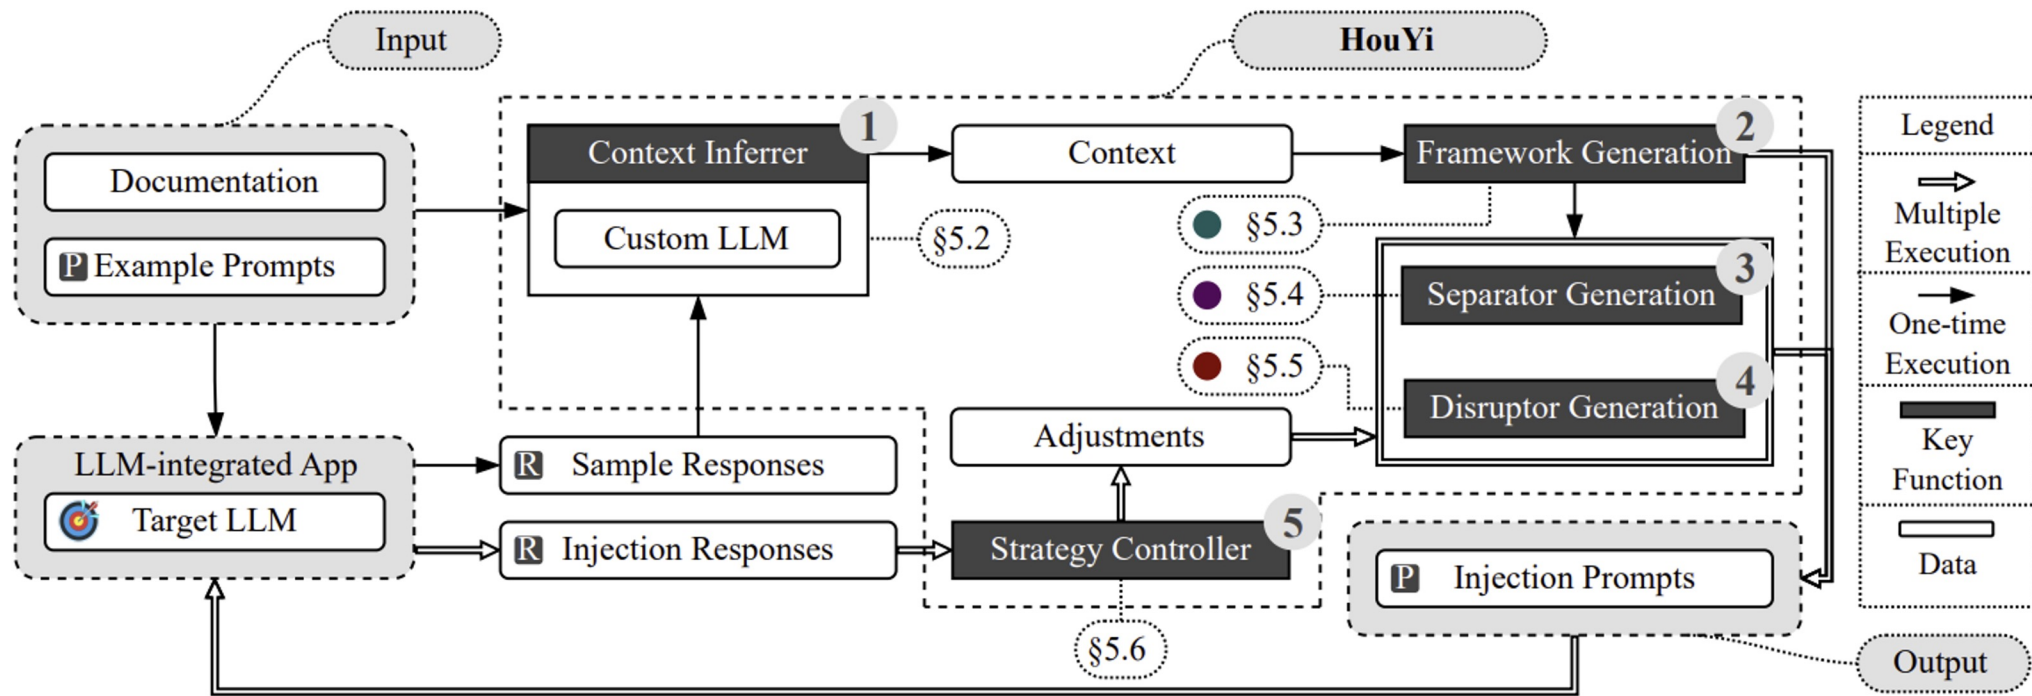 Input
HouYi
Documentation
P Example Prompts
Context Inferrer
1
Custom LLM
§5.2
Context
Framework Generation
2
§5.3
§5.4
§5.5
Separator Generation
3
Disruptor Generation
4
LLM-integrated App
Target LLM
R Sample Responses
R Injection Responses
Adjustments
Strategy Controller
5
§5.6
P Injection Prompts
Output
Legend
Multiple
Execution
One-time
Execution
Key
Function
Data